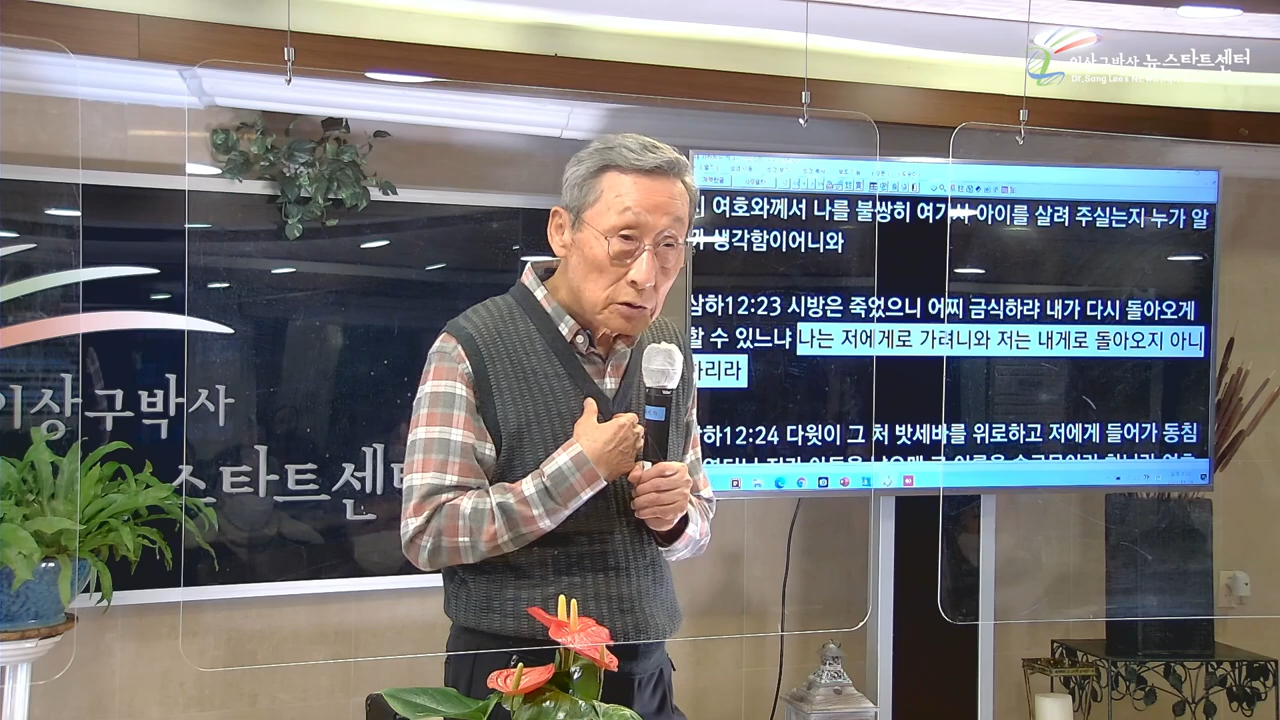 이상구박사 뉴스타트센터
Dr.Sang Lee's
여호와께서 나를 불쌍히 여기사 아이를 살려 주실는지 누가 알
생각함이어니와
삼하12:23 시방은 죽었으니 어찌 금식하랴 내가 다시 돌아오게
할 수 있느냐 나는 저에게로 가려니와 저는 내게로 돌아오지 아니
하리라
삼하12:24 다윗이 그 처 밧세바를 위로하고 저에게 들어가 동침
이상구박사
스타트센터